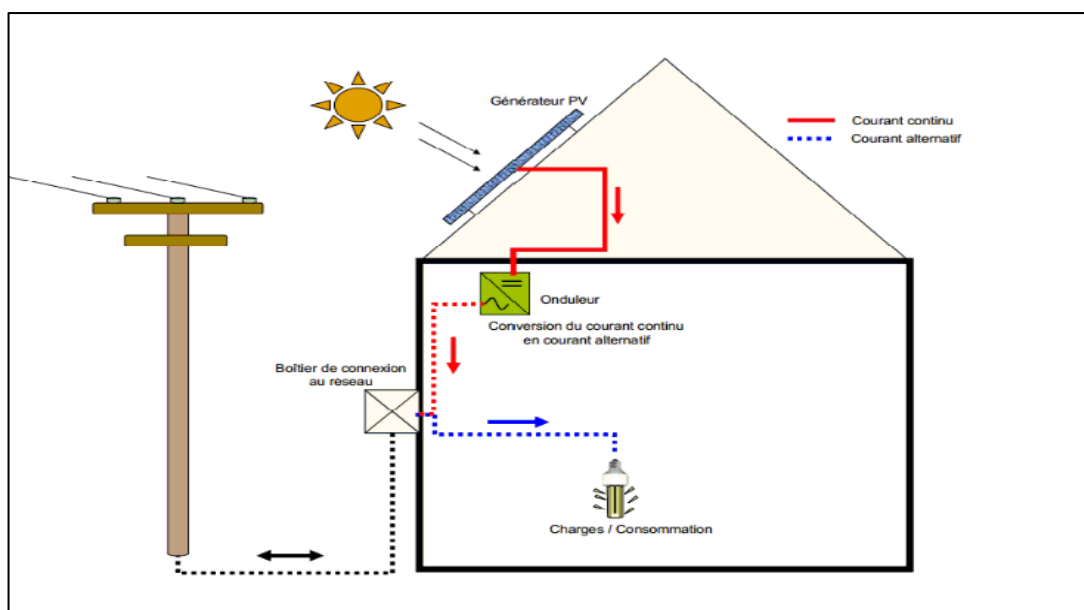 Générateur PV
Courant continu
Courant alternatif
Onduleur
Conversion du courant continu
en courant alternatif
Boîtier de connexion
au réseau
Charges / Consommation